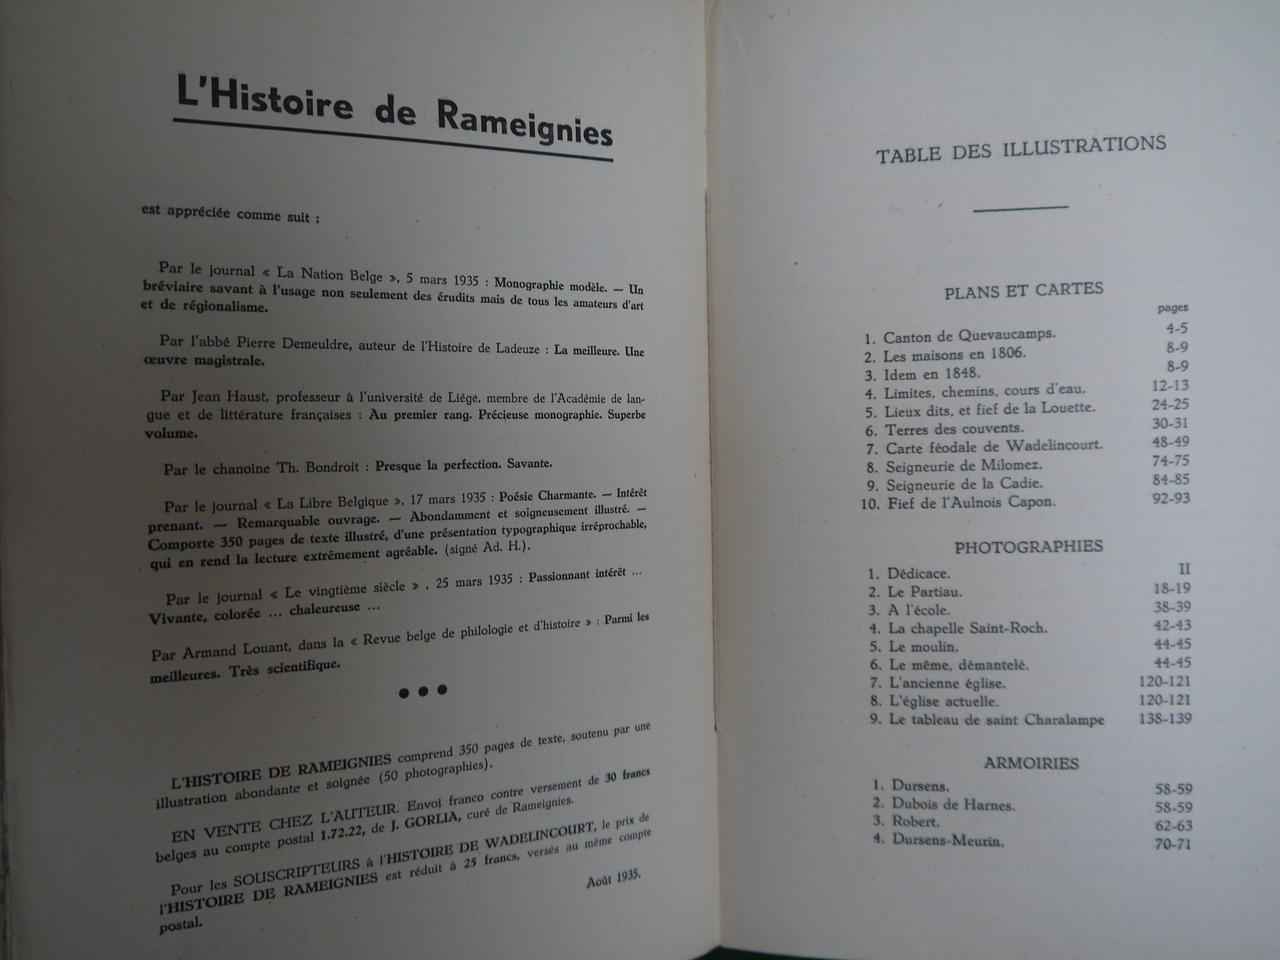 L'Histoire de Rameignies
est appréciée comme suit :
Par le journal « La Nation Belge », 5 mars 1935 : Monographie modèle. — Un
bréviaire savant à l'usage non seulement des érudits mais de tous les amateurs d'art
et de régionalisme.
Par l'abbé Pierre Demeuldre, auteur de l'Histoire de Ladeuze : La meilleure. Une
œuvre magistrale.
Par Jean Haust, professeur à l'université de Liége, membre de l'Académie de lan-
gue et de littérature françaises : Au premier rang. Précieuse monographie. Superbe
volume.
Par le chanoine Th. Bondroit : Presque la perfection. Savante.
Par le journal « La Libre Belgique », 17 mars 1935 : Poésie Charmante. — Intérêt
prenant. — Remarquable ouvrage. — Abondamment et soigneusement illustré. —
Comporte 350 pages de texte illustré, d'une présentation typographique irréprochable,
qui en rend la lecture extrêmement agréable. (signé Ad. H.).
Par le journal « Le vingtième siècle » , 25 mars 1935 : Passionnant intérêt ...
Vivante, colorée ... chaleureuse ...
Par Armand Louant, dans la « Revue belge de philologie et d'histoire » : Parmi les
meilleures. Très scientifique.
● ● ●
L'HISTOIRE DE RAMEIGNIES comprend 350 pages de texte, soutenu par une
illustration abondante et soignée (50 photographies).
EN VENTE CHEZ L'AUTEUR. Envoi franco contre versement de 30 francs
belges au compte postal 1.72.22, de J. GORLIA, curé de Rameignies.
Pour les SOUSCRIPTEURS à l'HISTOIRE DE WADELINCOURT, le prix de
l'HISTOIRE DE RAMEIGNIES est réduit à 25 francs, versés au même compte
postal.
Août 1935.
TABLE DES ILLUSTRATIONS
PLANS ET CARTES
pages
1. Canton de Quevaucamps. 4-5
2. Les maisons en 1806. 8-9
3. Idem en 1848. 8-9
4. Limites, chemins, cours d'eau. 12-13
5. Lieux dits, et fief de la Louette. 24-25
6. Terres des couvents. 30-31
7. Carte féodale de Wadelincourt. 48-49
8. Seigneurie de Milomez. 74-75
9. Seigneurie de la Cadie. 84-85
10. Fief de l'Aulnois Capon. 92-93
PHOTOGRAPHIES
1. Dédicace. II
2. Le Partiau. 18-19
3. A l'école. 38-39
4. La chapelle Saint-Roch. 42-43
5. Le moulin. 44-45
6. Le même, démantelé. 44-45
7. L'ancienne église. 120-121
8. L'église actuelle. 120-121
9. Le tableau de saint Charalampe 138-139
ARMOIRIES
1. Dursens. 58-59
2. Dubois de Harnes. 58-59
3. Robert. 62-63
4. Dursens-Meurin. 70-71